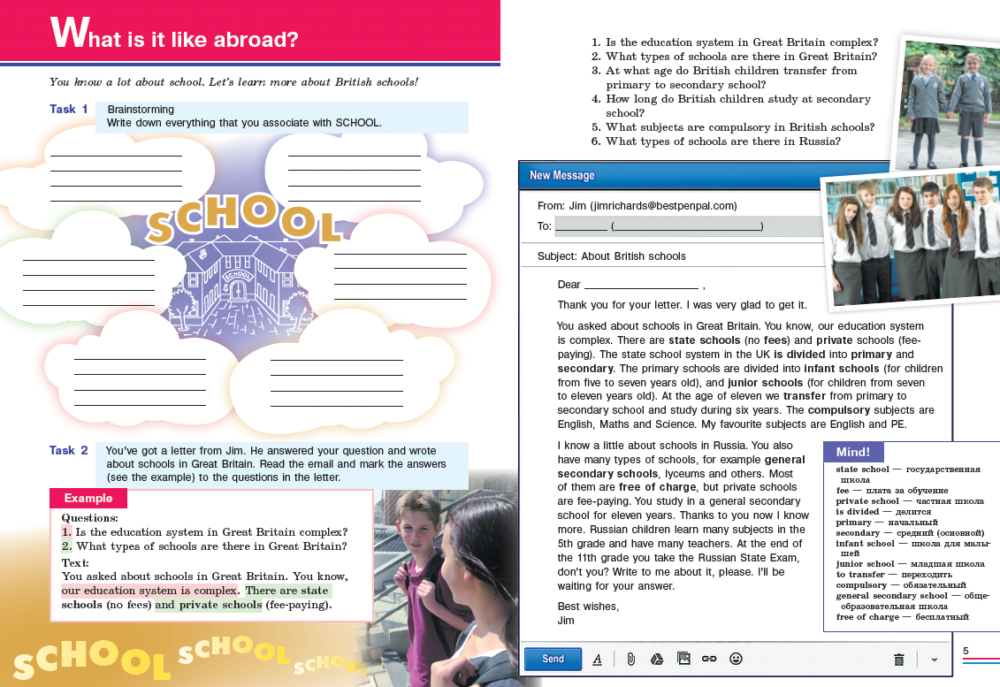 What is it like abroad?
You know a lot about school. Let's learn more about British schools!
Task 1
Brainstorming
Write down everything that you associate with SCHOOL.
SCHOOL
SCHOOL
Task 2
You've got a letter from Jim. He answered your question and wrote
about schools in Great Britain. Read the email and mark the answers
(see the example) to the questions in the letter.
Example
Questions:
1. Is the education system in Great Britain complex?
2. What types of schools are there in Great Britain?
Text:
You asked about schools in Great Britain. You know,
our education system is complex. There are state
schools (no fees) and private schools (fee-paying).
SCHOOL SCHOOL SCHOOL
1. Is the education system in Great Britain complex?
2. What types of schools are there in Great Britain?
3. At what age do British children transfer from
primary to secondary school?
4. How long do British children study at secondary
school?
5. What subjects are compulsory in British schools?
6. What types of schools are there in Russia?
New Message
From: Jim (jimrichards@bestpenpal.com)
To: __________ (__________________________)
Subject: About British schools
Dear ____________________ ,
Thank you for your letter. I was very glad to get it.
You asked about schools in Great Britain. You know, our education system
is complex. There are state schools (no fees) and private schools (fee-
paying). The state school system in the UK is divided into primary and
secondary. The primary schools are divided into infant schools (for children
from five to seven years old), and junior schools (for children from seven
to eleven years old). At the age of eleven we transfer from primary to
secondary school and study during six years. The compulsory subjects are
English, Maths and Science. My favourite subjects are English and PE.
I know a little about schools in Russia. You also
have many types of schools, for example general
secondary schools, lyceums and others. Most
of them are free of charge, but private schools
are fee-paying. You study in a general secondary
school for eleven years. Thanks to you now I know
more. Russian children learn many subjects in the
5th grade and have many teachers. At the end of
the 11th grade you take the Russian State Exam,
don't you? Write to me about it, please. I'll be
waiting for your answer.
Best wishes,
Jim
Mind!
state school — государственная
школа
fee — плата за обучение
private school — частная школа
is divided — делится
primary — начальный
secondary — средний (основной)
infant school — школа для малы-
шей
junior school — младшая школа
to transfer — переходить
compulsory — обязательный
general secondary school — обще-
образовательная школа
free of charge — бесплатный
Send
A
5